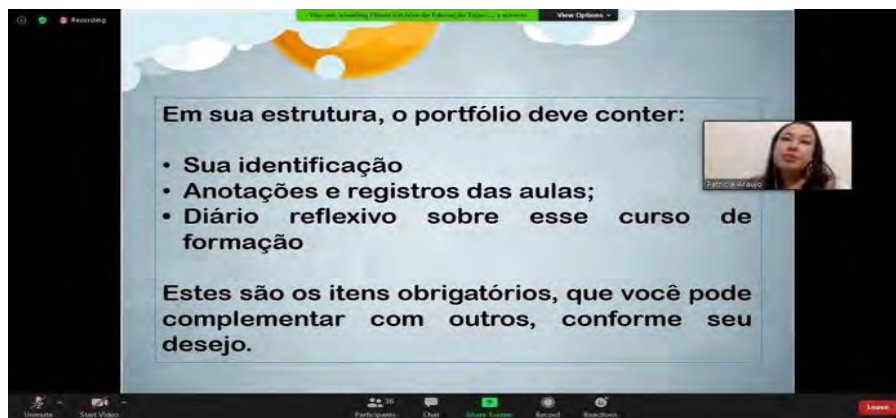 Recording
View Options
Em sua estrutura, o portfólio deve conter:
• Sua identificação
• Anotações e registros das aulas;
• Diário reflexivo sobre esse curso de
formação
Estes são os itens obrigatórios, que você pode
complementar com outros, conforme seu
desejo.
Patrícia Araujo
Unmute
Start Video
Participants
36
Chat
Share Screen
Record
Reactions
Leave